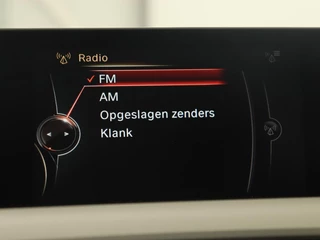 Radio
FM
AM
Opgeslagen zenders
Klank